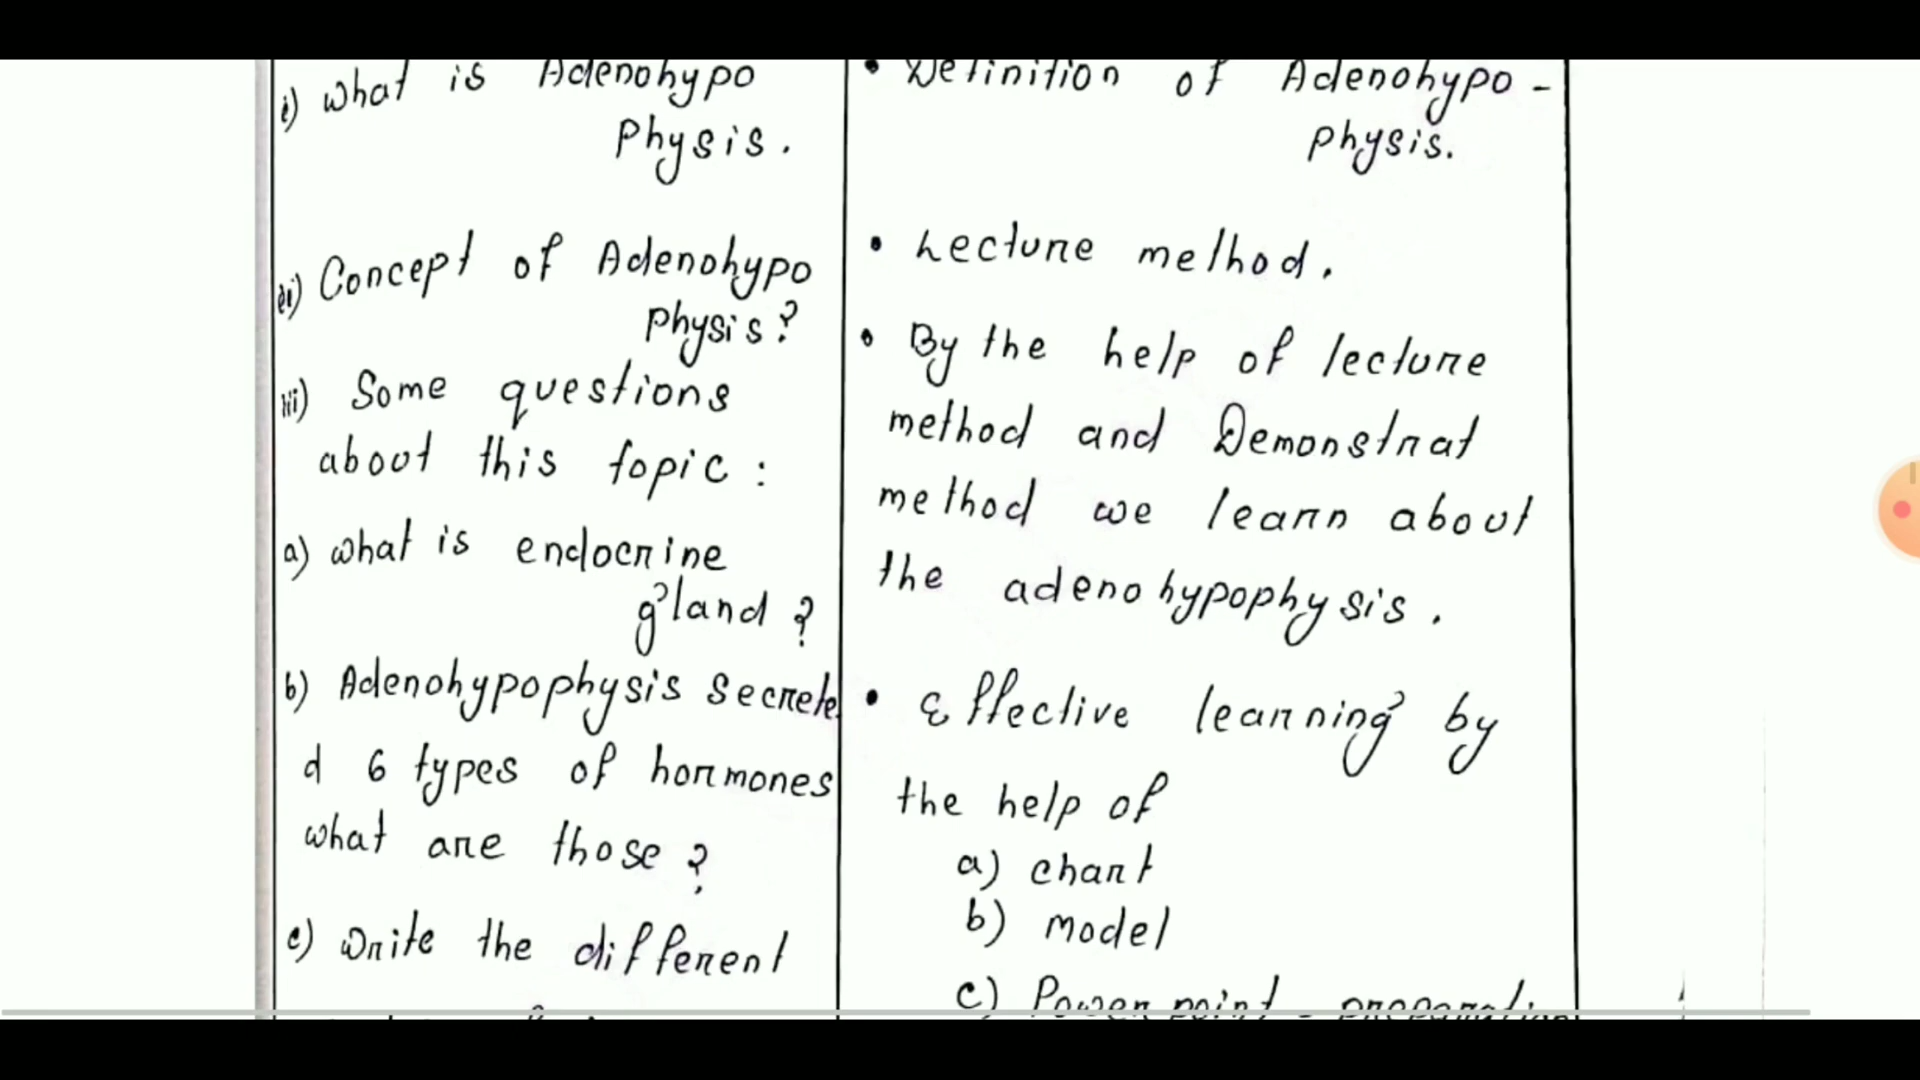 i) what is Adenohypo
physis.
ii) Concept of Adenohypo
physis?
iii) Some questions
about this topic :
a) what is endocrine
gland ?
b) Adenohypophysis secrete
d 6 types of hormones
what are those ?
c) write the different
• Definition of Adenohypo -
physis.
• Lecture method.
• By the help of lecture
method and Demonstrat
method we learn about
the adenohypophysis.
• Effective learning by
the help of
a) chart
b) model
c) Power point - preparation